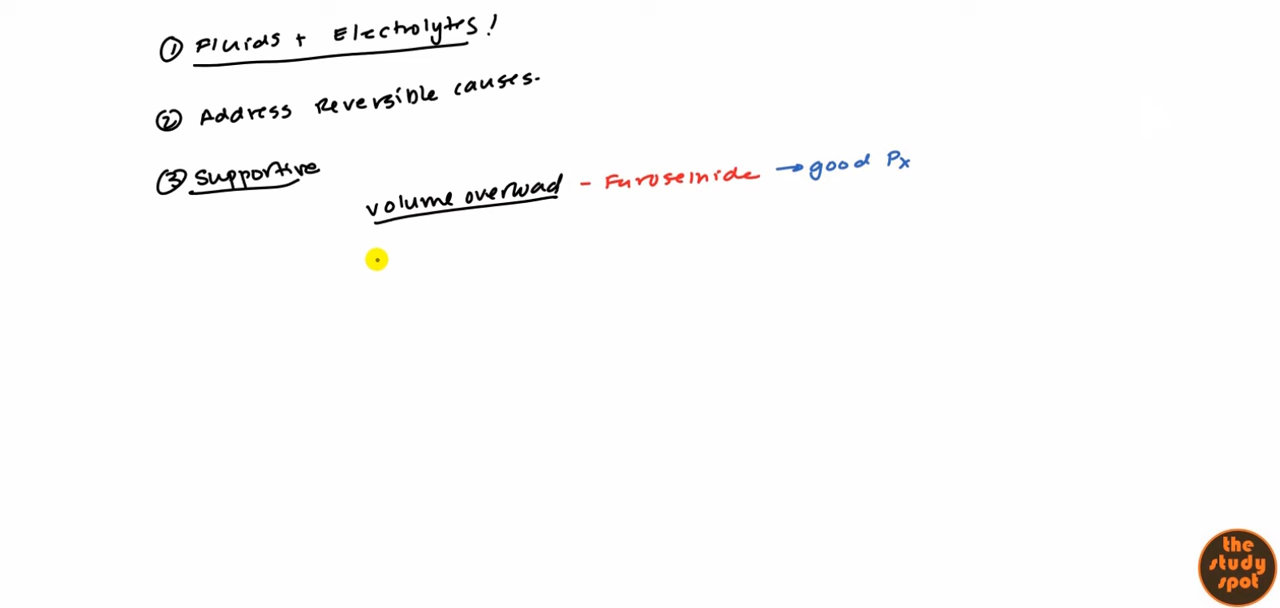 ① Fluids + Electrolytes!
② Address Reversible causes.
③ Supportive
volume overload - Furosemide → good Px
the
study
spot